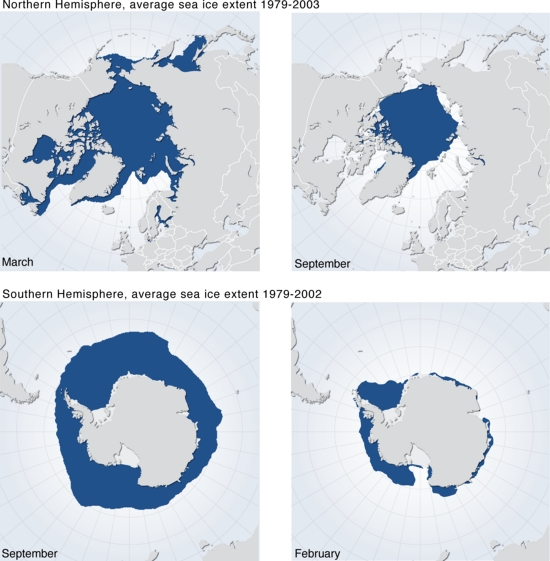 Northern Hemisphere, average sea ice extent 1979-2003
March
September
Southern Hemisphere, average sea ice extent 1979-2002
September
February